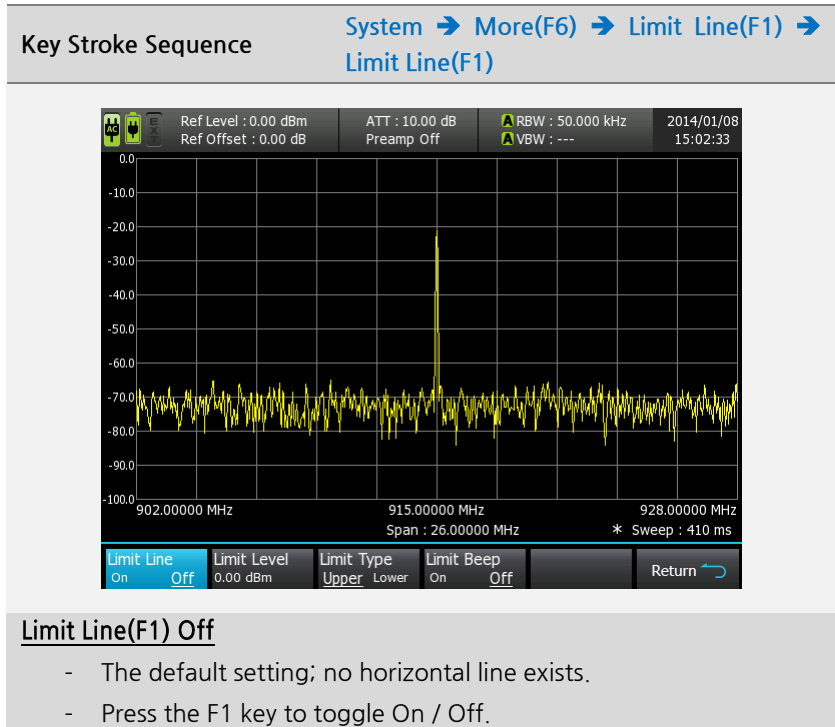 Key Stroke Sequence
System ➔ More(F6) ➔ Limit Line(F1) ➔
Limit Line(F1)
AC
EXT
Ref Level : 0.00 dBm
ATT : 10.00 dB
A RBW : 50.000 kHz
2014/01/08
Ref Offset : 0.00 dB
Preamp Off
A VBW : ---
15:02:33
0.0
-10.0
-20.0
-30.0
-40.0
-50.0
-60.0
-70.0
-80.0
-90.0
-100.0
902.00000 MHz
915.00000 MHz
928.00000 MHz
Span : 26.00000 MHz
* Sweep : 410 ms
Limit Line
On Off
Limit Level
0.00 dBm
Limit Type
Upper Lower
Limit Beep
On Off
Return
Limit Line(F1) Off
- The default setting; no horizontal line exists.
- Press the F1 key to toggle On / Off.